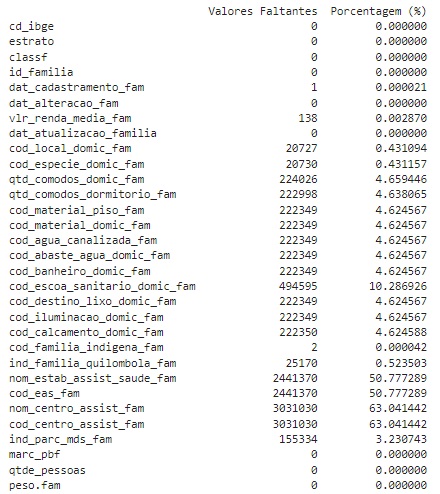 Valores Faltantes Porcentagem (%)
cd_ibge 0 0.000000
estrato 0 0.000000
classf 0 0.000000
id_familia 0 0.000000
dat_cadastramento_fam 1 0.000021
dat_alteracao_fam 0 0.000000
vlr_renda_media_fam 138 0.002870
dat_atualizacao_familia 0 0.000000
cod_local_domic_fam 20727 0.431094
cod_especie_domic_fam 20730 0.431157
qtd_comodos_domic_fam 224026 4.659446
qtd_comodos_dormitorio_fam 222998 4.638065
cod_material_piso_fam 222349 4.624567
cod_material_domic_fam 222349 4.624567
cod_agua_canalizada_fam 222349 4.624567
cod_abaste_agua_domic_fam 222349 4.624567
cod_banheiro_domic_fam 222349 4.624567
cod_escoa_sanitario_domic_fam 494595 10.286926
cod_destino_lixo_domic_fam 222349 4.624567
cod_iluminacao_domic_fam 222349 4.624567
cod_calcamento_domic_fam 222350 4.624588
cod_familia_indigena_fam 2 0.000042
ind_familia_quilombola_fam 25170 0.523503
nom_estab_assist_saude_fam 2441370 50.777289
cod_eas_fam 2441370 50.777289
nom_centro_assist_fam 3031030 63.041442
cod_centro_assist_fam 3031030 63.041442
ind_parc_mds_fam 155334 3.230743
marc_pbf 0 0.000000
qtde_pessoas 0 0.000000
peso.fam 0 0.000000